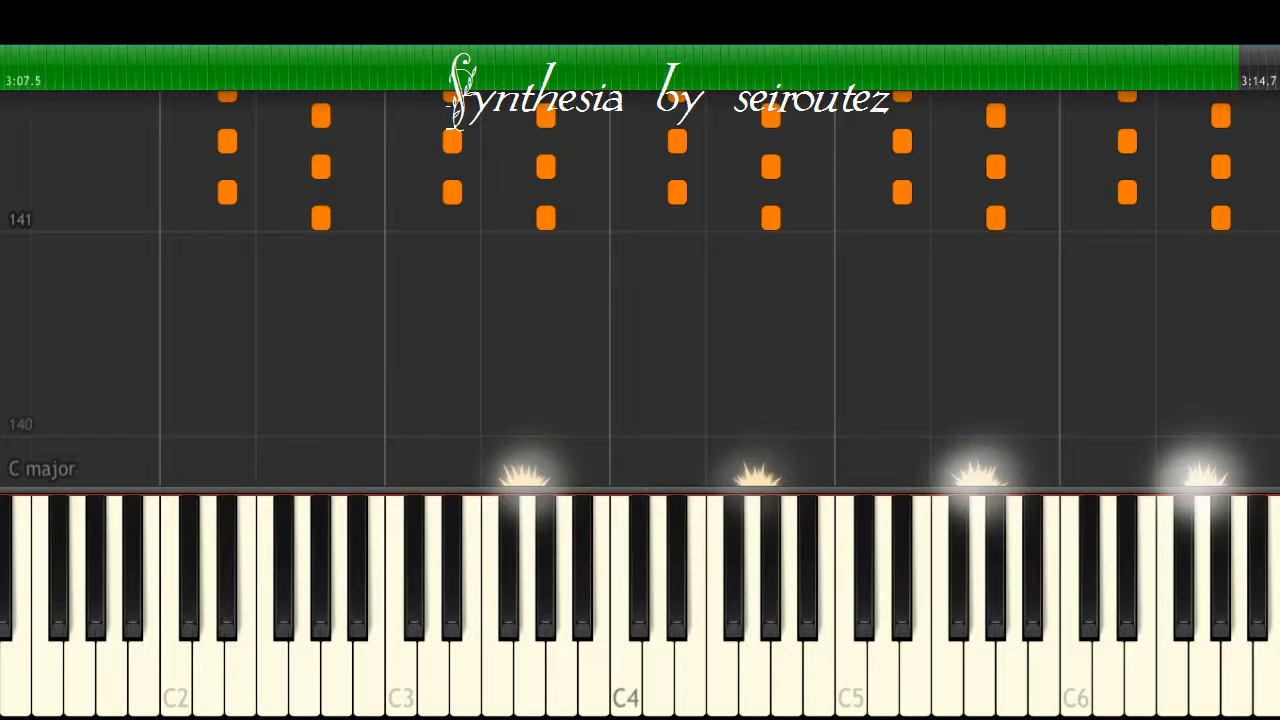 Synthesia by seiroutez
3:07.5
3:14.7
141
140
C major
C2
C3
C4
C5
C6